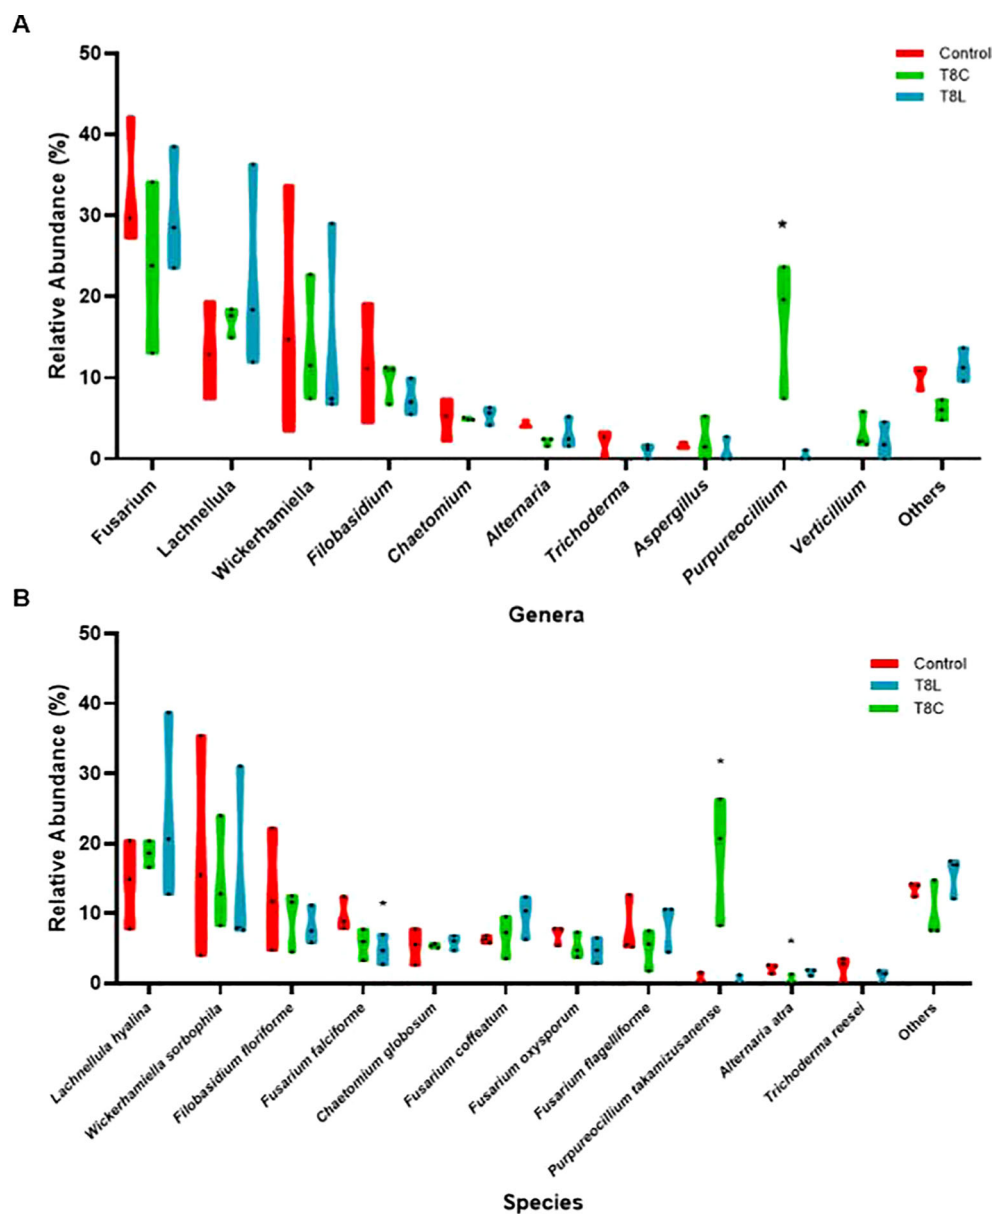 A
50
40
30
20
10
0
Relative Abundance (%)
Control
T8C
T8L
*
Fusarium
Lachnellula
Wickerhamiella
Filobasidium
Chaetomium
Alternaria
Trichoderma
Aspergillus
Purpureocillium
Verticillium
Others
Genera
B
50
40
30
20
10
0
Relative Abundance (%)
Control
T8L
T8C
*
*
*
Lachnellula hyalina
Wickerhamiella sorbophila
Filobasidium floriforme
Fusarium falciforme
Chaetomium globosum
Fusarium coffeatum
Fusarium oxysporum
Fusarium flagelliforme
Purpureocillium takamizusanense
Alternaria atra
Trichoderma reesei
Others
Species